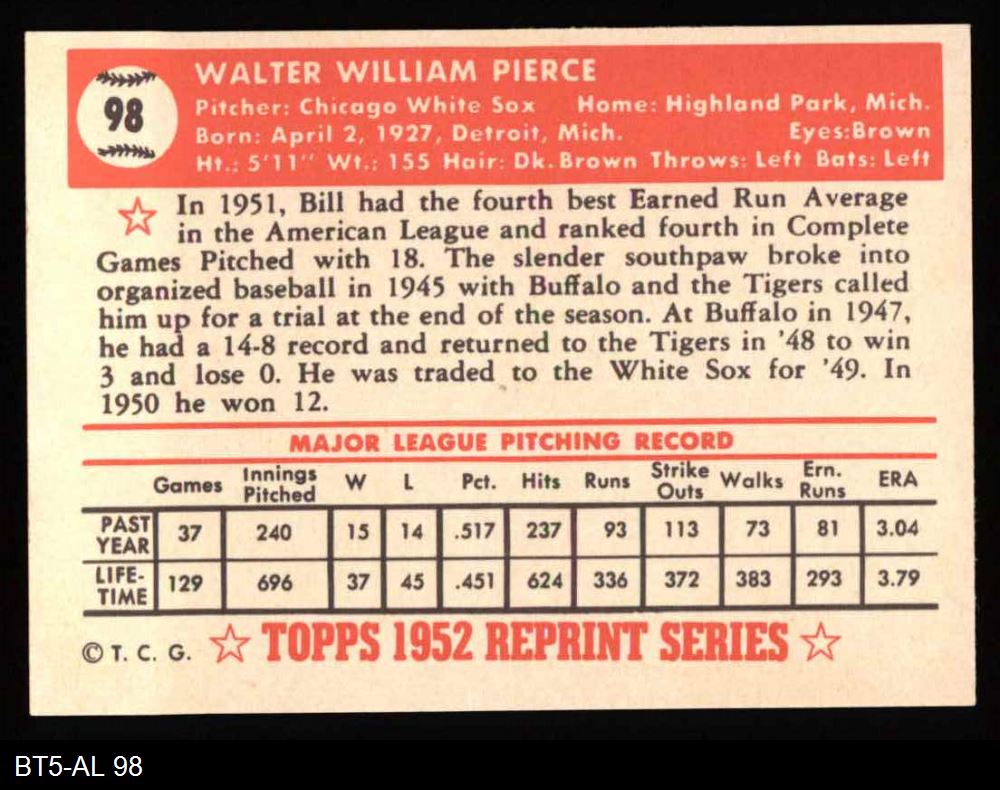 98
WALTER WILLIAM PIERCE
Pitcher: Chicago White Sox Home: Highland Park, Mich.
Born: April 2, 1927, Detroit, Mich. Eyes:Brown
Ht.: 5'11" Wt.: 155 Hair: Dk. Brown Throws: Left Bats: Left
In 1951, Bill had the fourth best Earned Run Average
in the American League and ranked fourth in Complete
Games Pitched with 18. The slender southpaw broke into
organized baseball in 1945 with Buffalo and the Tigers called
him up for a trial at the end of the season. At Buffalo in 1947,
he had a 14-8 record and returned to the Tigers in '48 to win
3 and lose 0. He was traded to the White Sox for '49. In
1950 he won 12.
MAJOR LEAGUE PITCHING RECORD
Games Innings Pitched W L Pct. Hits Runs Strike Outs Walks Ern. Runs ERA
PAST YEAR 37 240 15 14 .517 237 93 113 73 81 3.04
LIFE-TIME 129 696 37 45 .451 624 336 372 383 293 3.79
© T. C. G. TOPPS 1952 REPRINT SERIES
BT5-AL 98